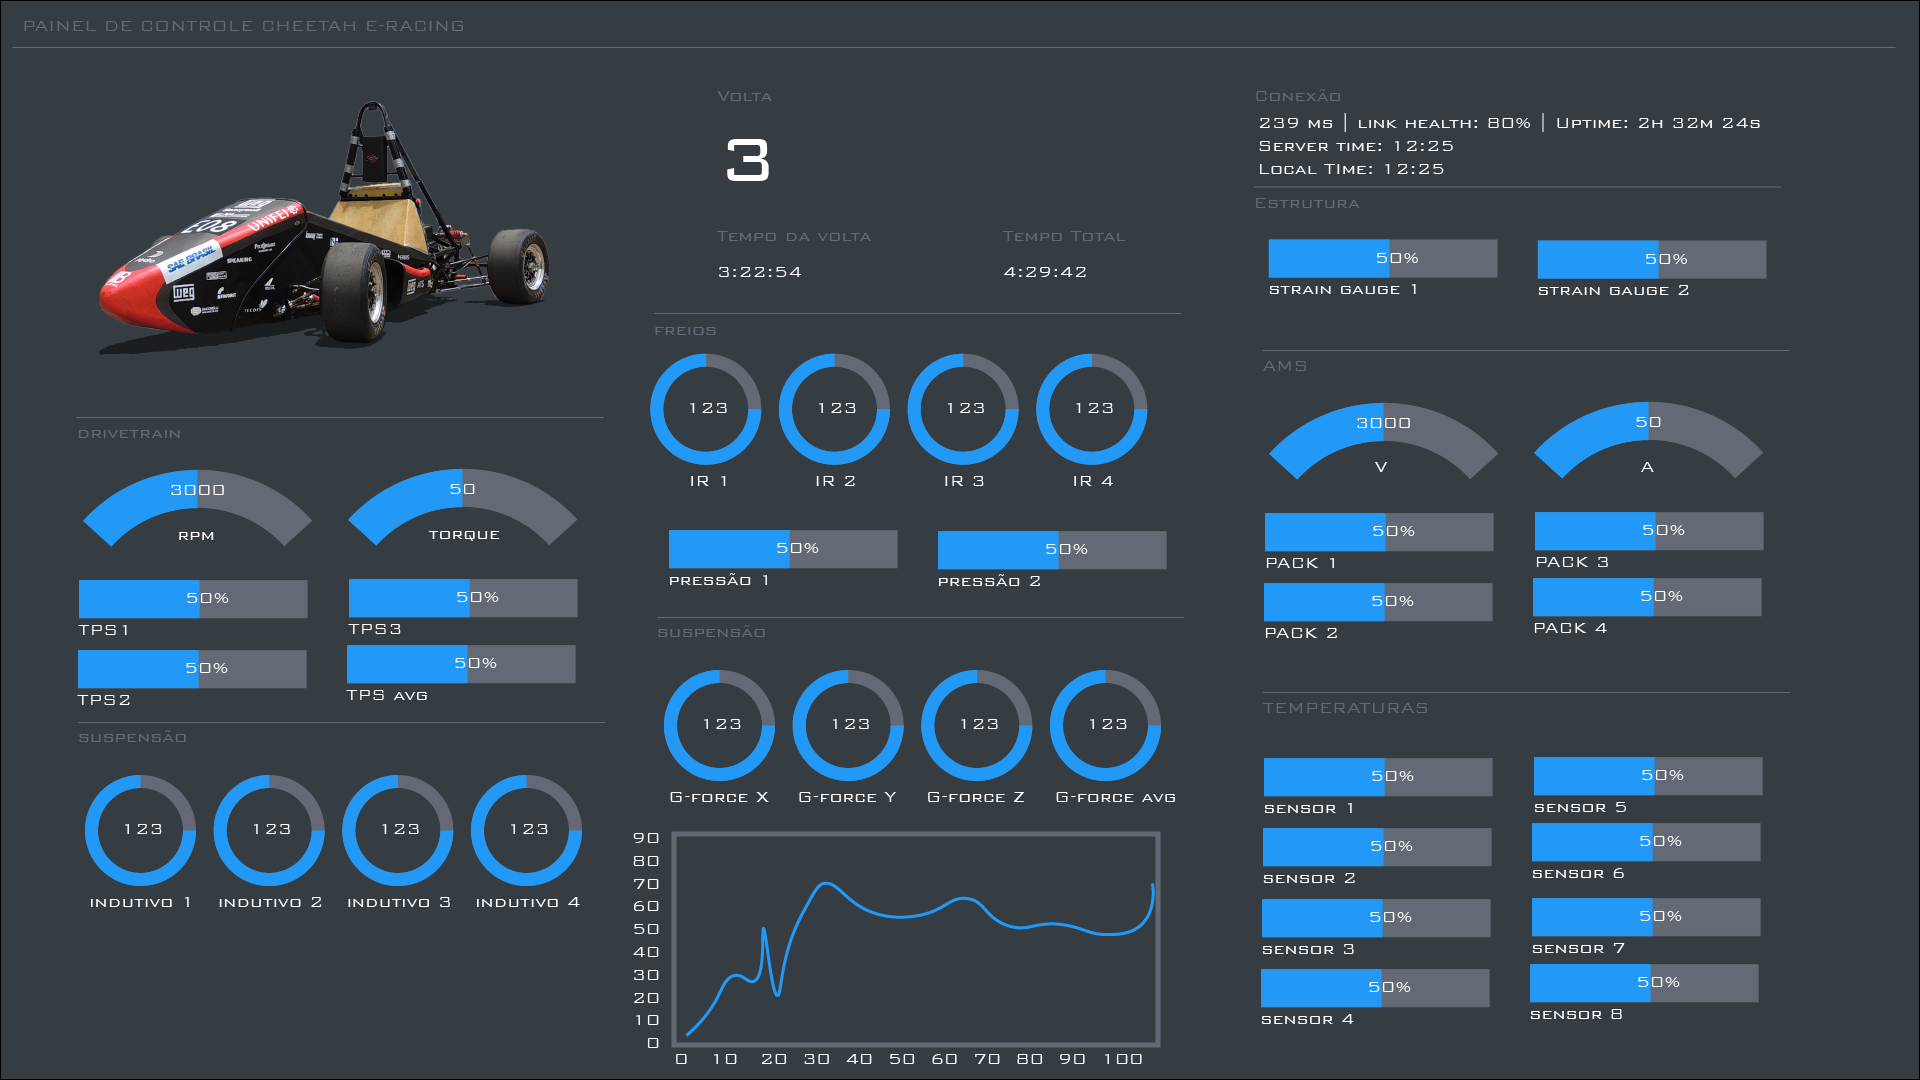 PAINEL DE CONTROLE CHEETAH E-RACING
E08
UNIFEI
SAE BRASIL
weg
SPEAKING
Volta
3
Tempo da volta
3:22:54
Tempo Total
4:29:42
Conexão
239 ms | link health: 80% | Uptime: 2h 32m 24s
Server time: 12:25
Local Time: 12:25
Estrutura
50%
strain gauge 1
50%
strain gauge 2
drivetrain
3000
RPM
50
TORQUE
50%
TPS1
50%
TPS3
50%
TPS2
50%
TPS AVG
suspensão
123
123
123
123
indutivo 1
indutivo 2
indutivo 3
indutivo 4
freios
123
123
123
123
IR 1
IR 2
IR 3
IR 4
50%
pressão 1
50%
pressão 2
suspensão
123
123
123
123
G-force X
G-force Y
G-force Z
G-force avg
90
80
70
60
50
40
30
20
10
0
0 10 20 30 40 50 60 70 80 90 100
AMS
3000
V
50
A
50%
PACK 1
50%
PACK 3
50%
PACK 2
50%
PACK 4
TEMPERATURAS
50%
sensor 1
50%
sensor 5
50%
sensor 2
50%
sensor 6
50%
sensor 3
50%
sensor 7
50%
sensor 4
50%
sensor 8